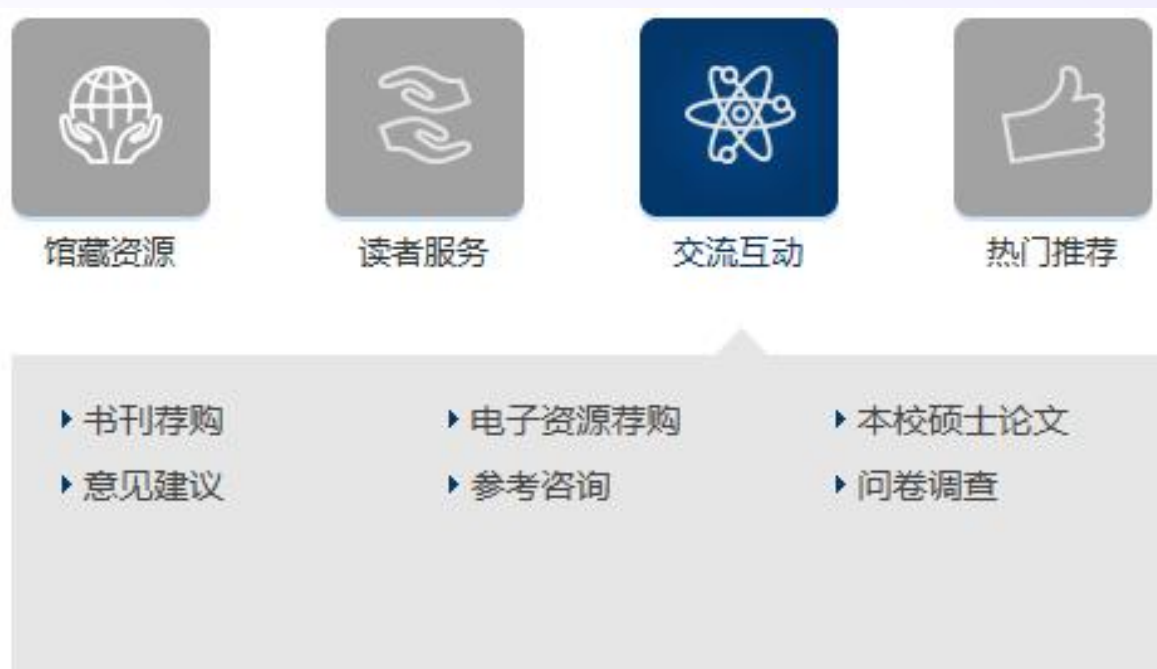 馆藏资源 读者服务 交流互动 热门推荐
书刊荐购 电子资源荐购 本校硕士论文
意见建议 参考咨询 问卷调查